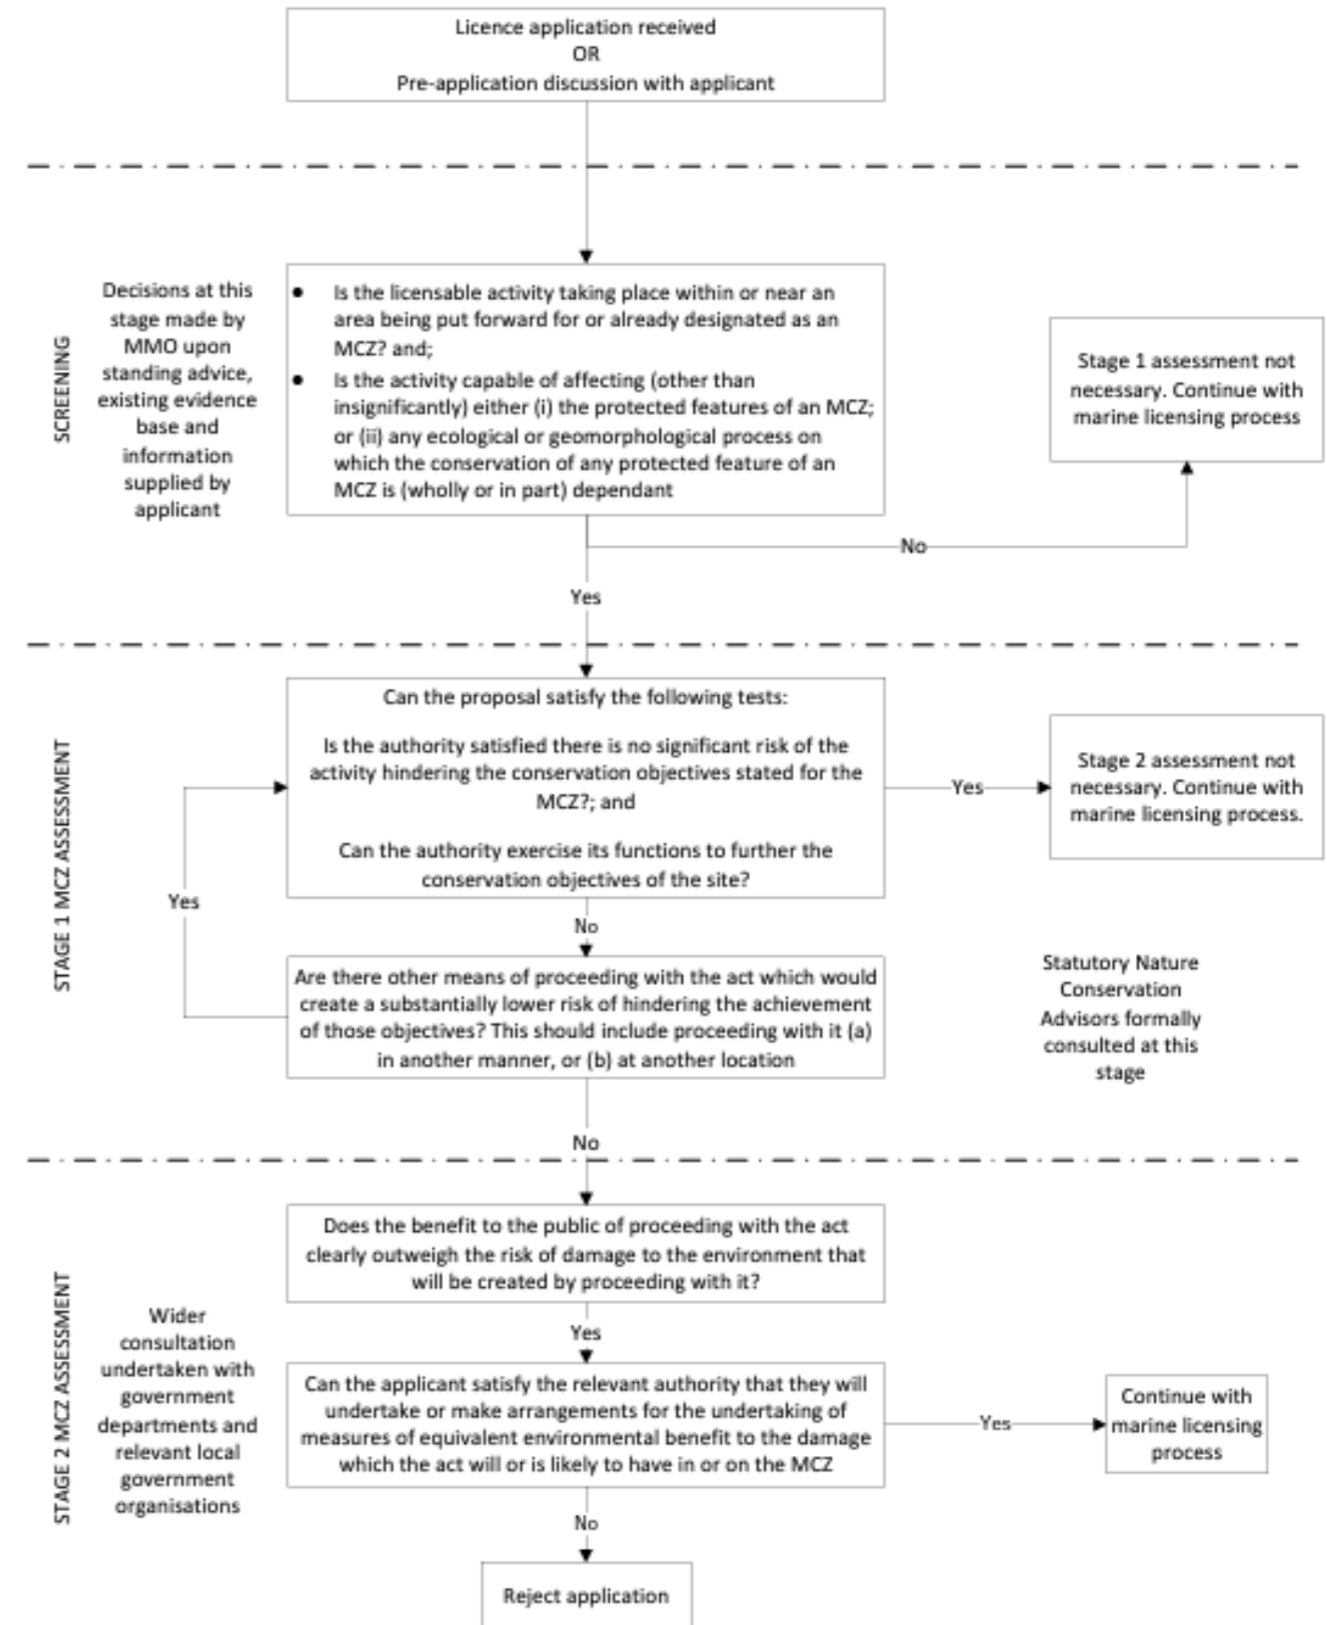 Licence application received
OR
Pre-application discussion with applicant
SCREENING
Decisions at this
stage made by
MMO upon
standing advice,
existing evidence
base and
information
supplied by
applicant
• Is the licensable activity taking place within or near an
area being put forward for or already designated as an
MCZ? and;
• Is the activity capable of affecting (other than
insignificantly) either (i) the protected features of an MCZ;
or (ii) any ecological or geomorphological process on
which the conservation of any protected feature of an
MCZ is (wholly or in part) dependant
Stage 1 assessment not
necessary. Continue with
marine licensing process
No
Yes
STAGE 1 MCZ ASSESSMENT
Can the proposal satisfy the following tests:
Is the authority satisfied there is no significant risk of the
activity hindering the conservation objectives stated for the
MCZ?; and
Can the authority exercise its functions to further the
conservation objectives of the site?
Yes
Stage 2 assessment not
necessary. Continue with
marine licensing process.
Yes
No
Are there other means of proceeding with the act which would
create a substantially lower risk of hindering the achievement
of those objectives? This should include proceeding with it (a)
in another manner, or (b) at another location
Statutory Nature
Conservation
Advisors formally
consulted at this
stage
No
STAGE 2 MCZ ASSESSMENT
Wider
consultation
undertaken with
government
departments and
relevant local
government
organisations
Does the benefit to the public of proceeding with the act
clearly outweigh the risk of damage to the environment that
will be created by proceeding with it?
Yes
Can the applicant satisfy the relevant authority that they will
undertake or make arrangements for the undertaking of
measures of equivalent environmental benefit to the damage
which the act will or is likely to have in or on the MCZ
Yes
Continue with
marine licensing
process
No
Reject application